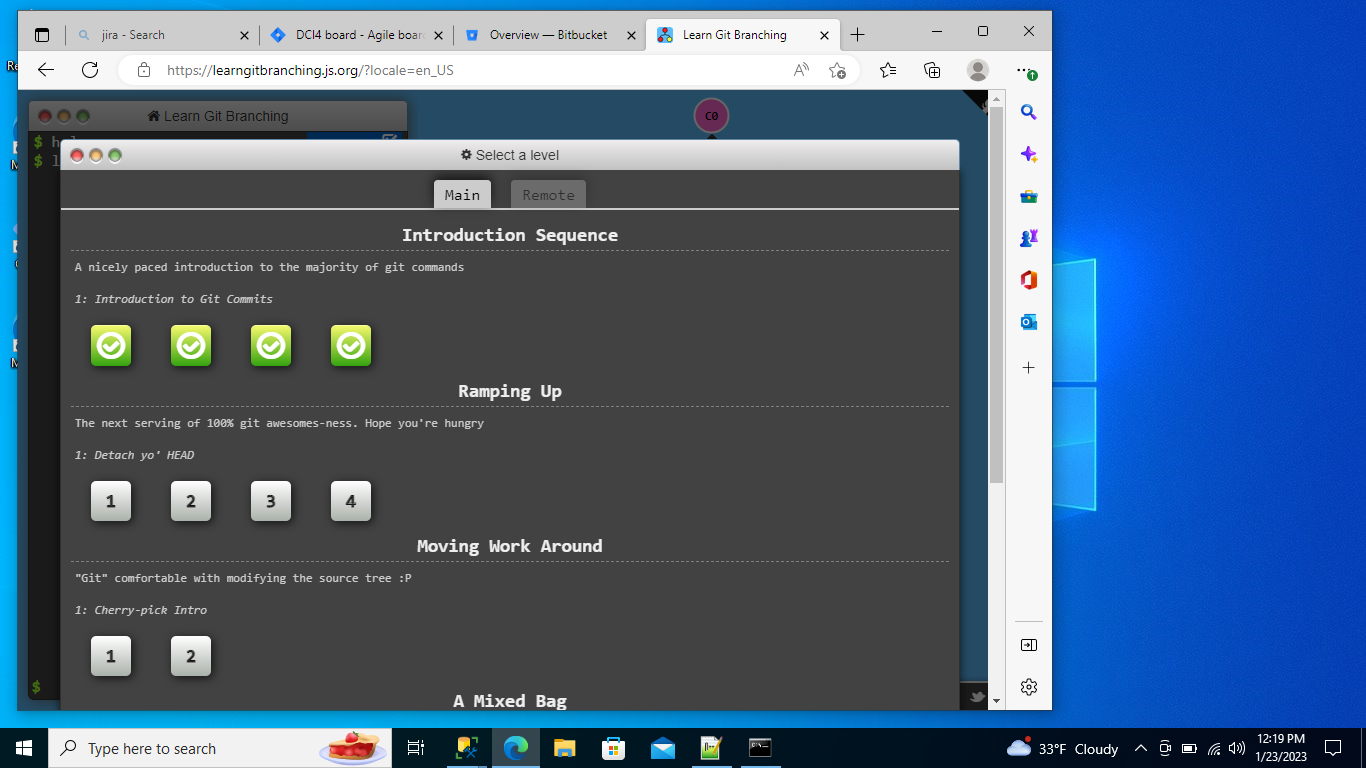 jira - Search
DCI4 board - Agile boar
Overview — Bitbucket
Learn Git Branching
https://learngitbranching.js.org/?locale=en_US
Learn Git Branching
C0
$
$
Select a level
Main
Remote
Introduction Sequence
A nicely paced introduction to the majority of git commands
1: Introduction to Git Commits
Ramping Up
The next serving of 100% git awesomes-ness. Hope you're hungry
1: Detach yo' HEAD
1 2 3 4
Moving Work Around
"Git" comfortable with modifying the source tree :P
1: Cherry-pick Intro
1 2
A Mixed Bag
$
Type here to search
33°F Cloudy
12:19 PM
1/23/2023